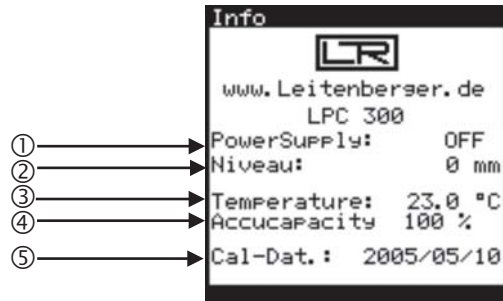 Info
LR
www.Leitenberger.de
LPC 300
① PowerSupply: OFF
② Niveau: 0 mm
③ Temperature: 23.0 °C
④ Accucapacity 100 %
⑤ Cal-Dat.: 2005/05/10